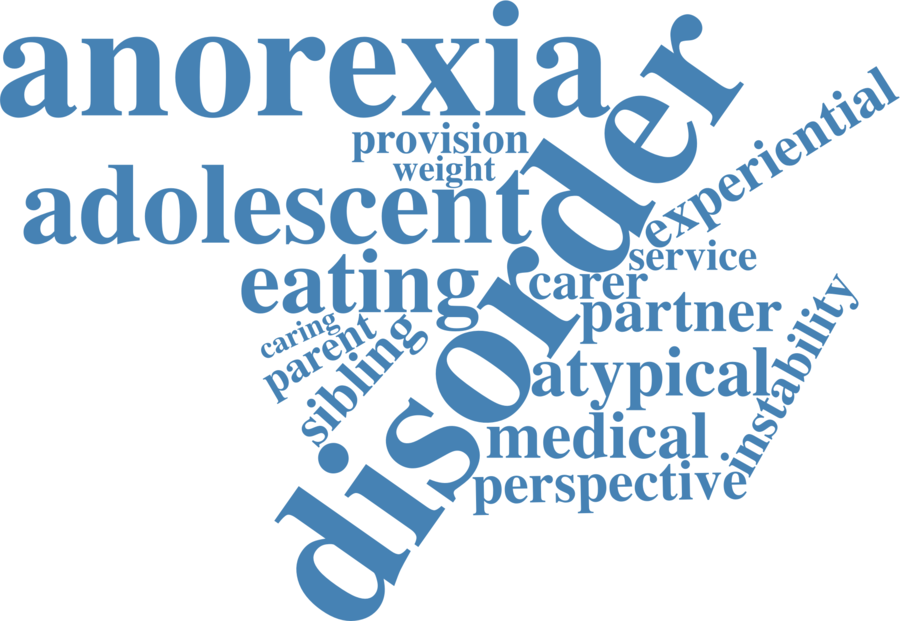 anorexia
disorder
provision
weight
experiential
adolescent
service
eating
carer
partner
caring
parent
sibling
atypical
instability
medical
perspective